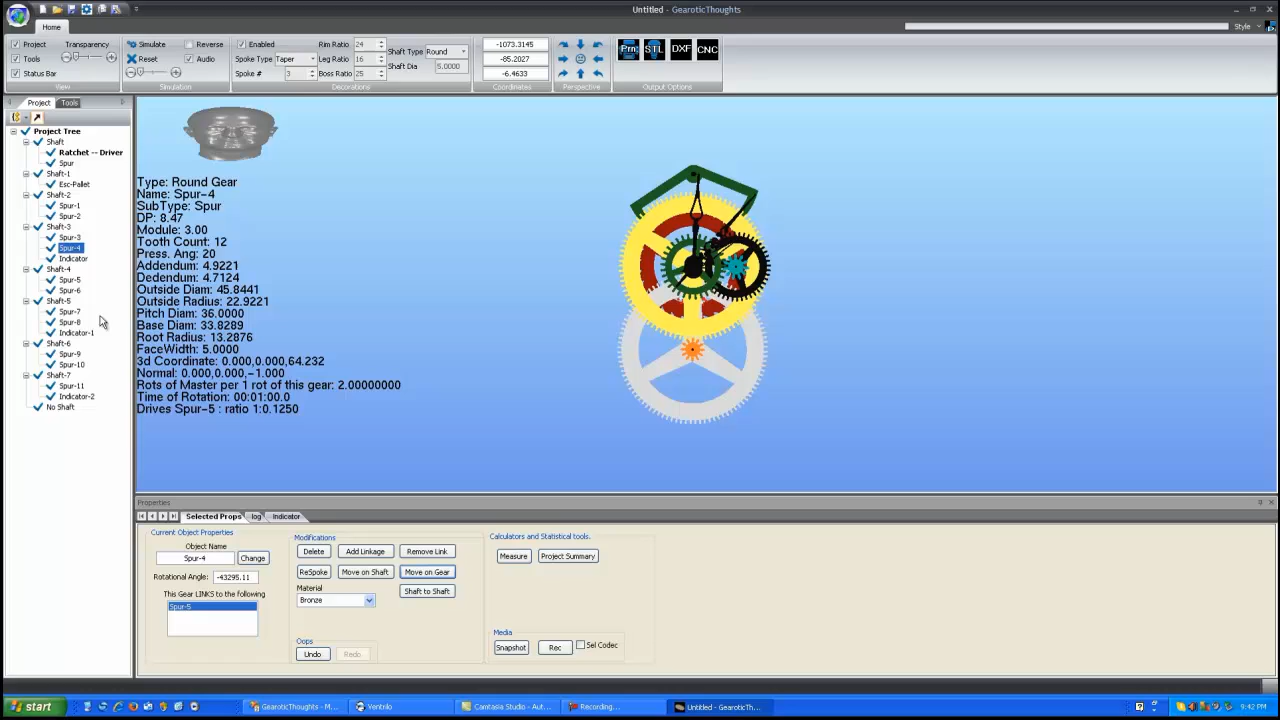 Untitled - GearoticThoughts
Home
Style
Project
Transparency
Tools
Status Bar
View
Simulate
Reverse
Reset
Audio
Simulation
Enabled
Rim Ratio
24
Shaft Type
Round
Spoke Type
Taper
Leg Ratio
16
Shaft Dia
5.0000
Spoke #
3
Boss Ratio
25
Decorations
-1073.3145
-85.2027
-6.4633
Coordinates
Perspective
Prn
STL
DXF
CNC
Output Options
Project
Tools
Project Tree
Shaft
Ratchet -- Driver
Spur
Shaft-1
Esc-Pallet
Shaft-2
Spur-1
Spur-2
Shaft-3
Spur-3
Spur-4
Indicator
Shaft-4
Spur-5
Spur-6
Shaft-5
Spur-7
Spur-8
Indicator-1
Shaft-6
Spur-9
Spur-10
Shaft-7
Spur-11
Indicator-2
No Shaft
Type: Round Gear
Name: Spur-4
SubType: Spur
DP: 8.47
Module: 3.00
Tooth Count: 12
Press. Ang: 20
Addendum: 4.9221
Dedendum: 4.7124
Outside Diam: 45.8441
Outside Radius: 22.9221
Pitch Diam: 36.0000
Base Diam: 33.8289
Root Radius: 13.2876
FaceWidth: 5.0000
3d Coordinate: 0.000,0.000,64.232
Normal: 0.000,0.000,-1.000
Rots of Master per 1 rot of this gear: 2.00000000
Time of Rotation: 00:01:00.0
Drives Spur-5 : ratio 1:0.1250
Properties
Selected Props
log
Indicator
Current Object Properties
Object Name
Spur-4
Change
Rotational Angle:
-43295.11
This Gear LINKS to the following
Spur-5
Modifications
Delete
Add Linkage
Remove Link
ReSpoke
Move on Shaft
Move on Gear
Material
Bronze
Shaft to Shaft
Oops
Undo
Redo
Calculators and Statistical tools.
Measure
Project Summary
Media
Snapshot
Rec
Sel Codec
start
GearoticThoughts - M...
Ventrilo
Camtasia Studio - Aut...
Recording...
Untitled - GearoticTh...
9:42 PM